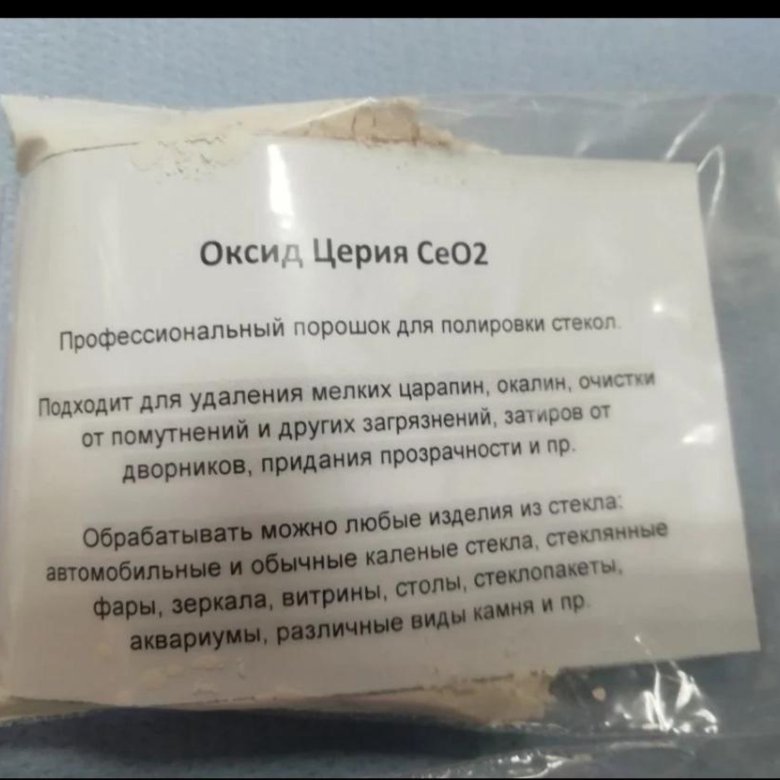 Оксид Церия CeO2
Профессиональный порошок для полировки стекол.
Подходит для удаления мелких царапин, окалин, очистки
от помутнений и других загрязнений, затиров от
дворников, придания прозрачности и пр.
Обрабатывать можно любые изделия из стекла:
автомобильные и обычные каленые стекла, стеклянные
фары, зеркала, витрины, столы, стеклопакеты,
аквариумы, различные виды камня и пр.